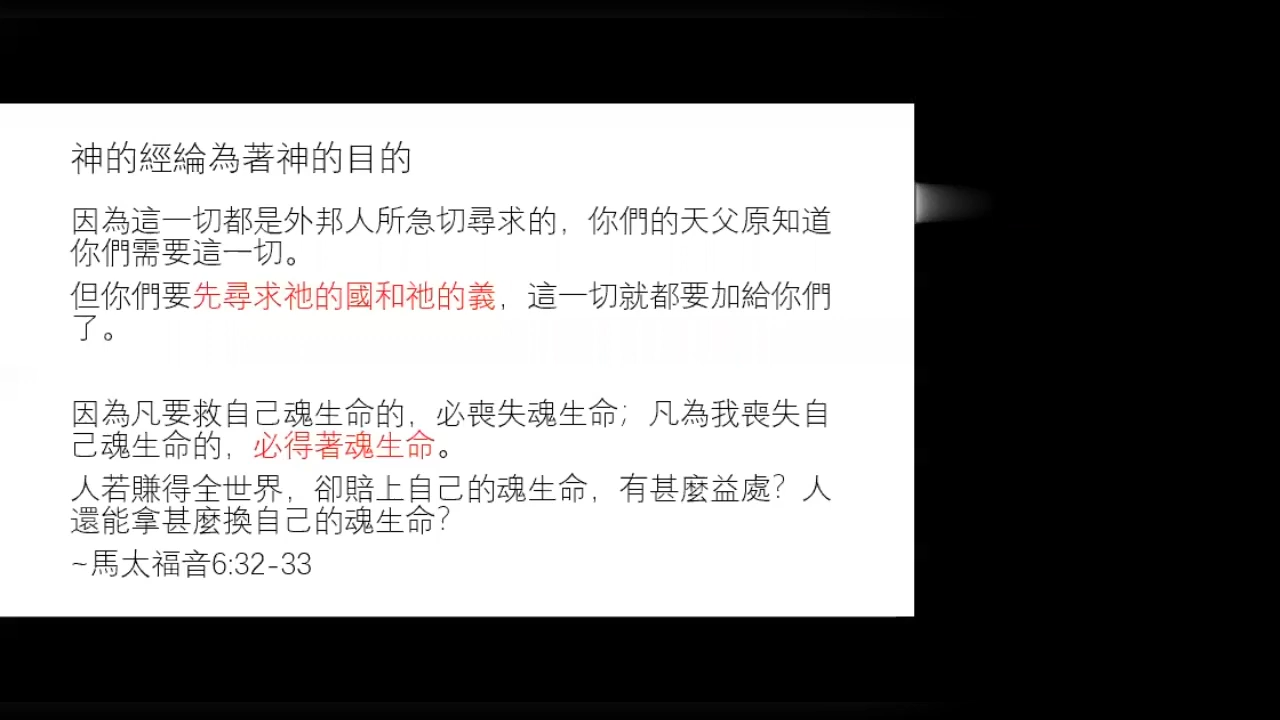 神的經綸為著神的目的
因為這一切都是外邦人所急切尋求的，你們的天父原知道
你們需要這一切。
但你們要先尋求祂的國和祂的義，這一切就都要加給你們
了。
因為凡要救自己魂生命的，必喪失魂生命；凡為我喪失自
己魂生命的，必得著魂生命。
人若賺得全世界，卻賠上自己的魂生命，有甚麼益處？人
還能拿甚麼換自己的魂生命？
~馬太福音6:32-33